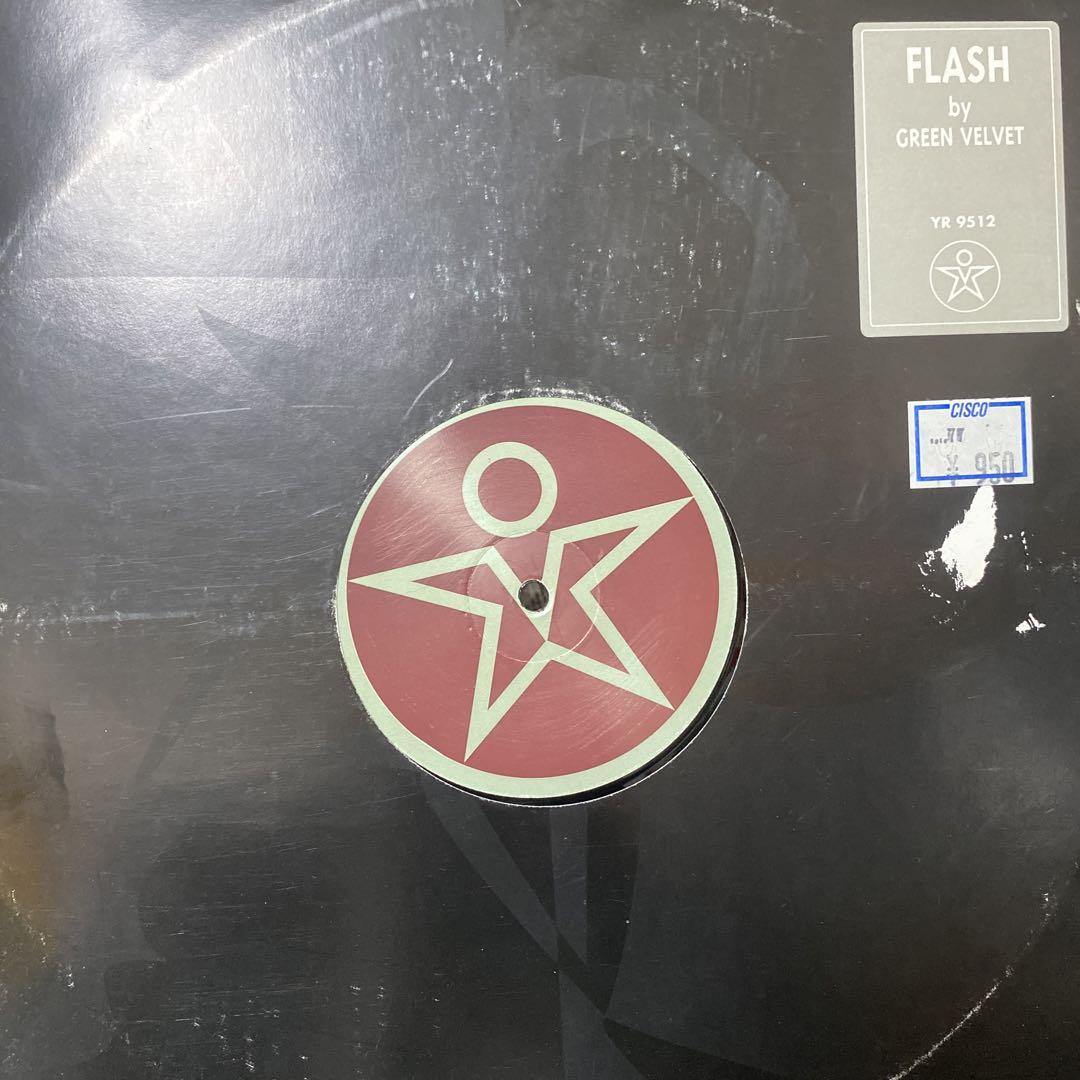 FLASH
by
GREEN VELVET
YR 9512
CISCO
¥ 950